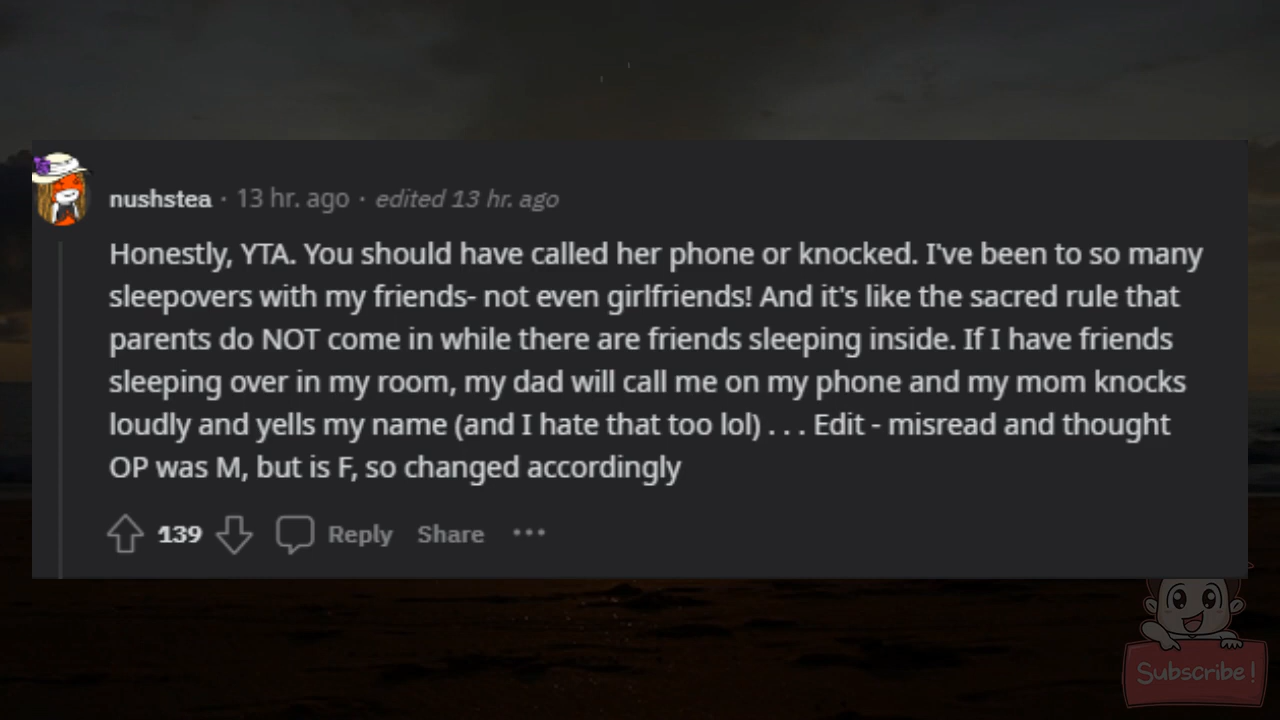 nushstea · 13 hr. ago · edited 13 hr. ago
Honestly, YTA. You should have called her phone or knocked. I've been to so many
sleepovers with my friends- not even girlfriends! And it's like the sacred rule that
parents do NOT come in while there are friends sleeping inside. If I have friends
sleeping over in my room, my dad will call me on my phone and my mom knocks
loudly and yells my name (and I hate that too lol) . . . Edit - misread and thought
OP was M, but is F, so changed accordingly
139 Reply Share ···
Subscribe!